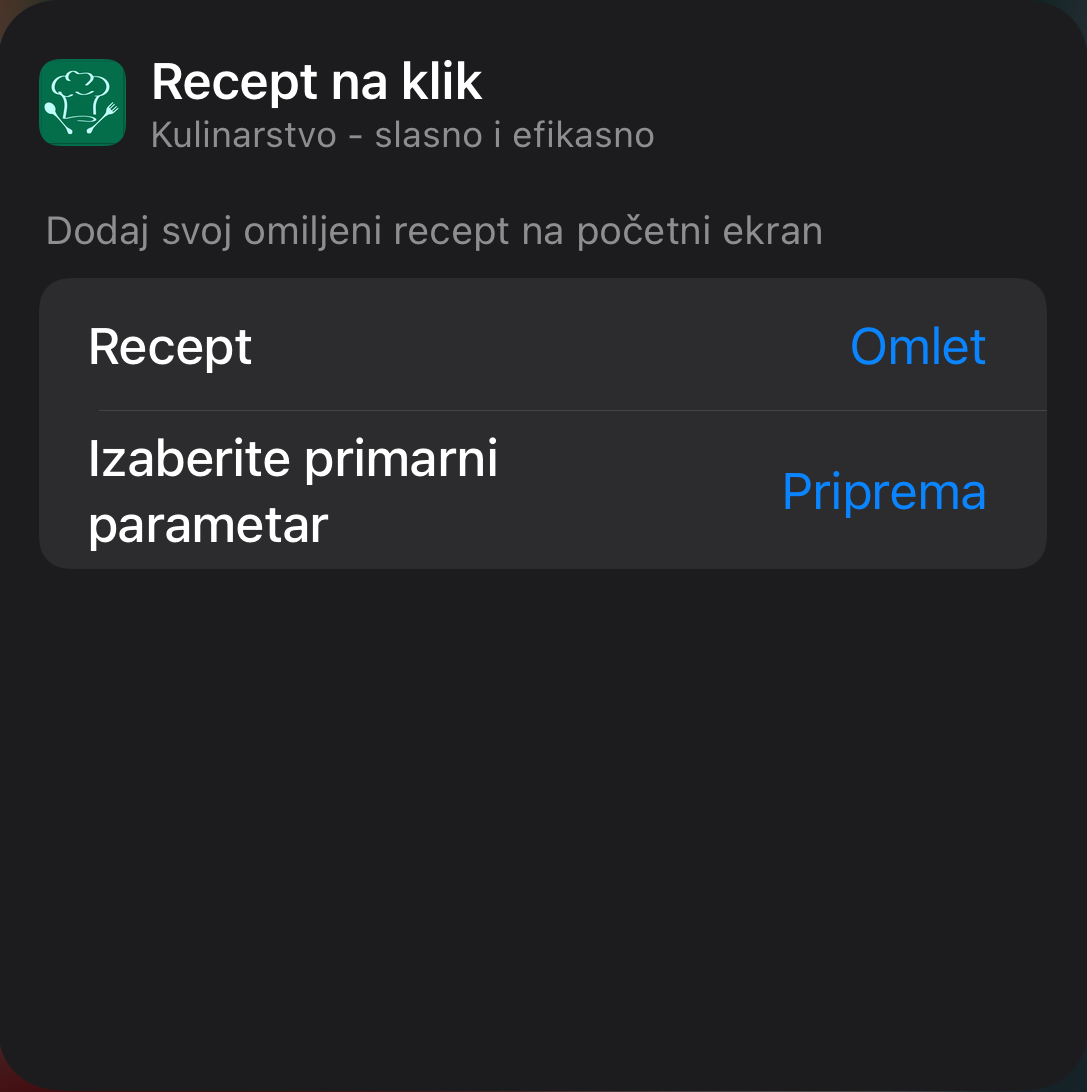 Recept na klik
Kulinarstvo - slasno i efikasno
Dodaj svoj omiljeni recept na početni ekran
Recept
Omlet
Izaberite primarni
parametar
Priprema